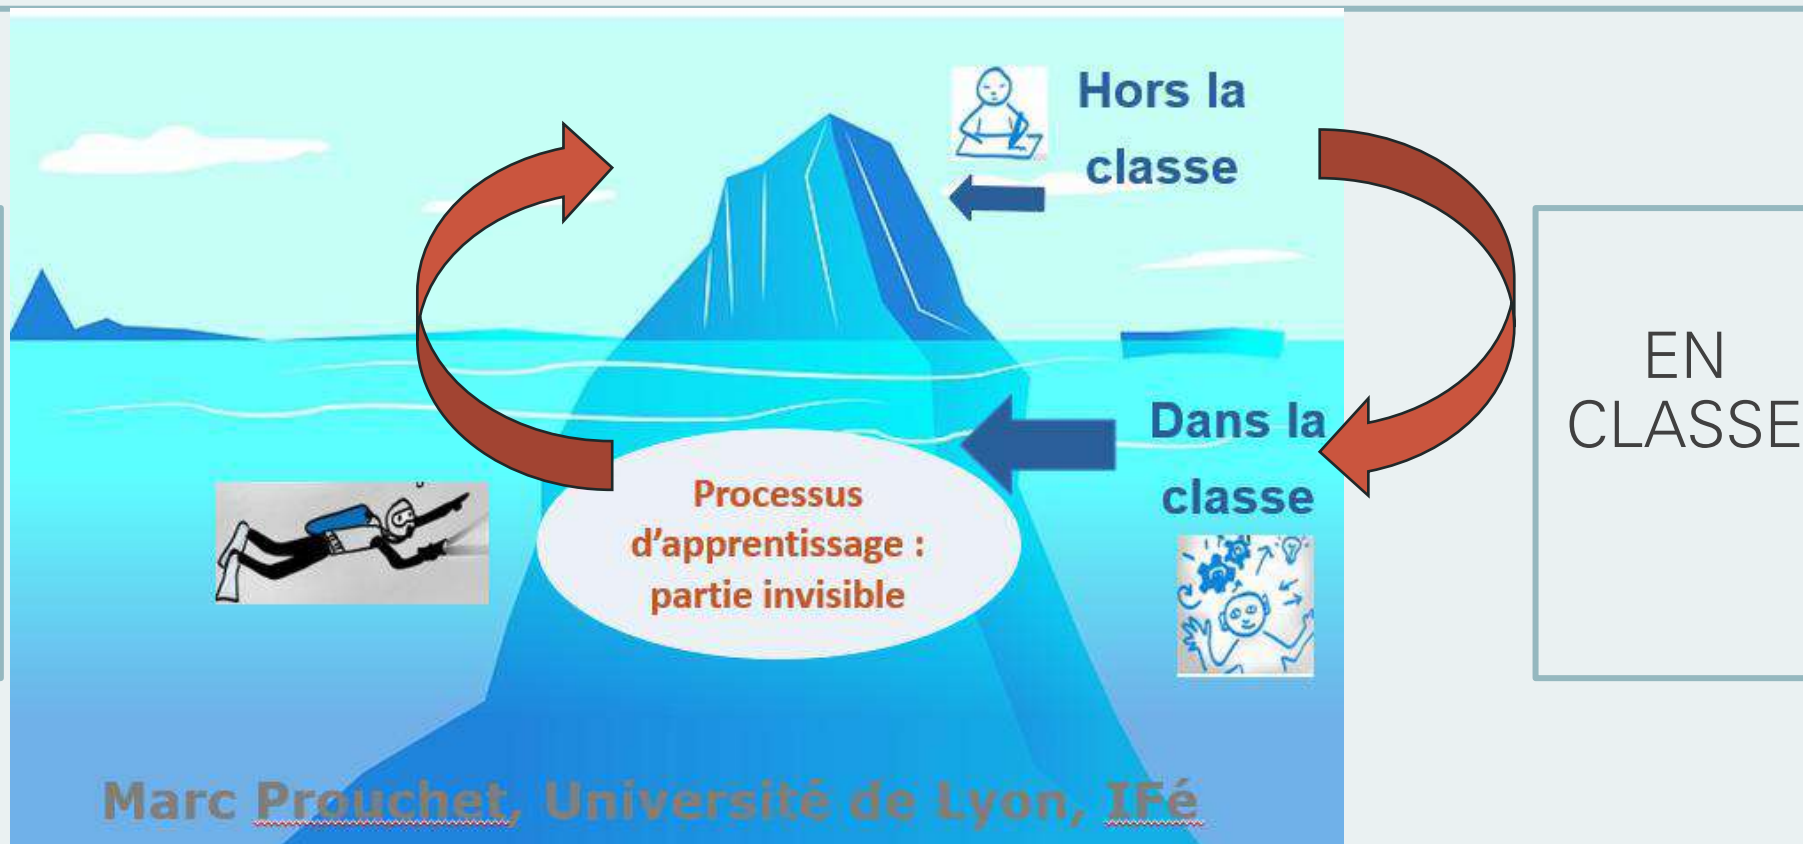 Hors la
classe
Dans la
classe
Processus
d'apprentissage :
partie invisible
Marc Prouchet, Université de Lyon, IFé
EN
CLASSE